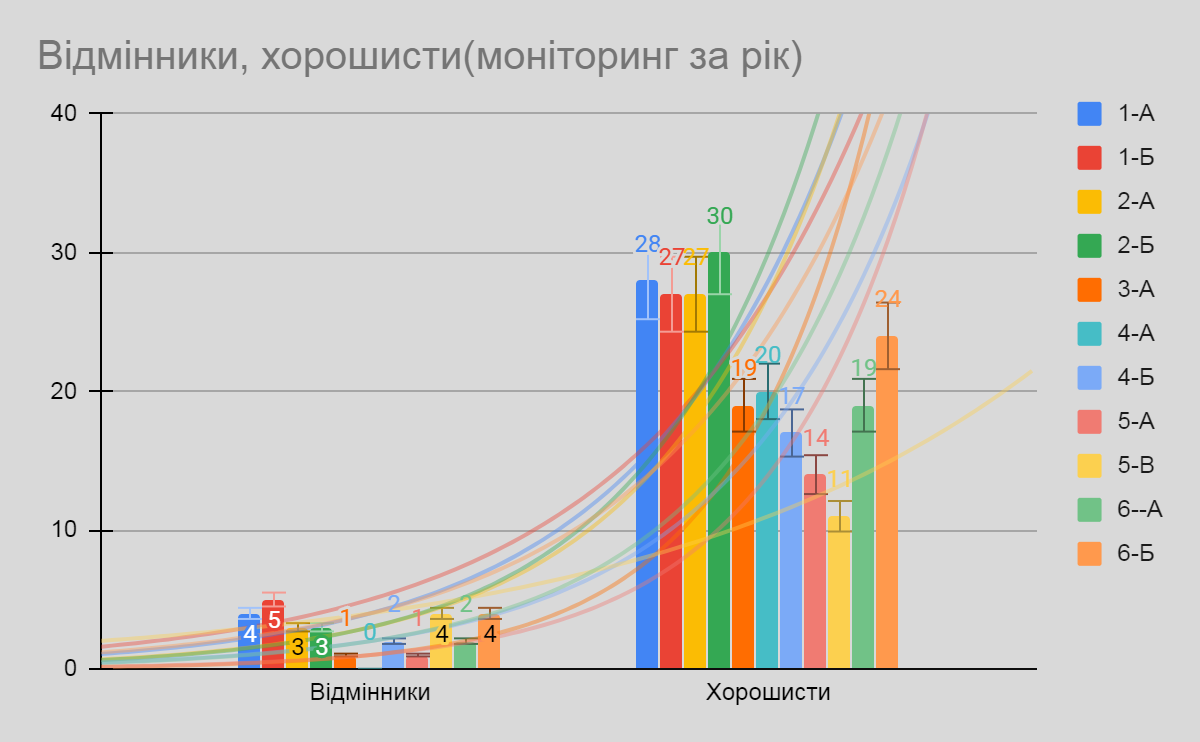 Відмінники, хорошисти(моніторинг за рік)
40
30
20
10
0
4
5
3
3
1
0
2
1
4
2
4
28
27
27
30
19
20
17
14
11
19
24
Відмінники
Хорошисти
1-А
1-Б
2-А
2-Б
3-А
4-А
4-Б
5-А
5-В
6--А
6-Б